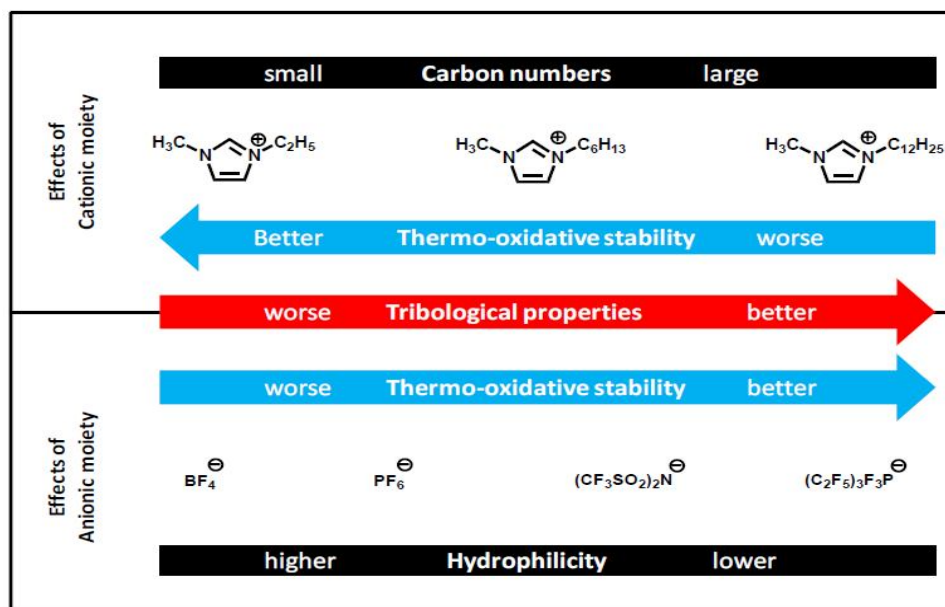 small Carbon numbers large
Effects of
Cationic moiety
H₃C N ⊕ N C₂H₅
H₃C N ⊕ N C₆H₁₃
H₃C N ⊕ N C₁₂H₂₅
Better Thermo-oxidative stability worse
worse Tribological properties better
worse Thermo-oxidative stability better
Effects of
Anionic moiety
BF₄⊖ PF₆⊖ (CF₃SO₂)₂N⊖ (C₂F₅)₃F₃P⊖
higher Hydrophilicity lower